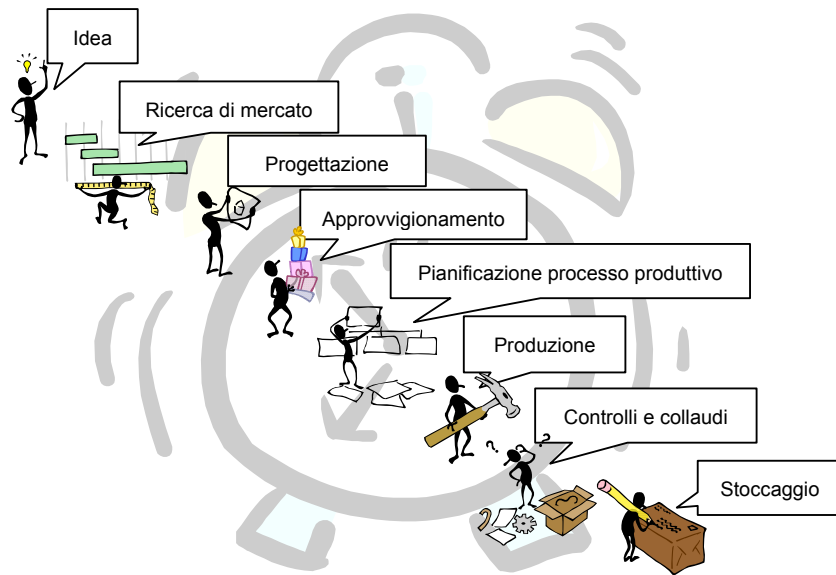 Idea
Ricerca di mercato
Progettazione
Approvvigionamento
Pianificazione processo produttivo
Produzione
Controlli e collaudi
? ? ?
Stoccaggio